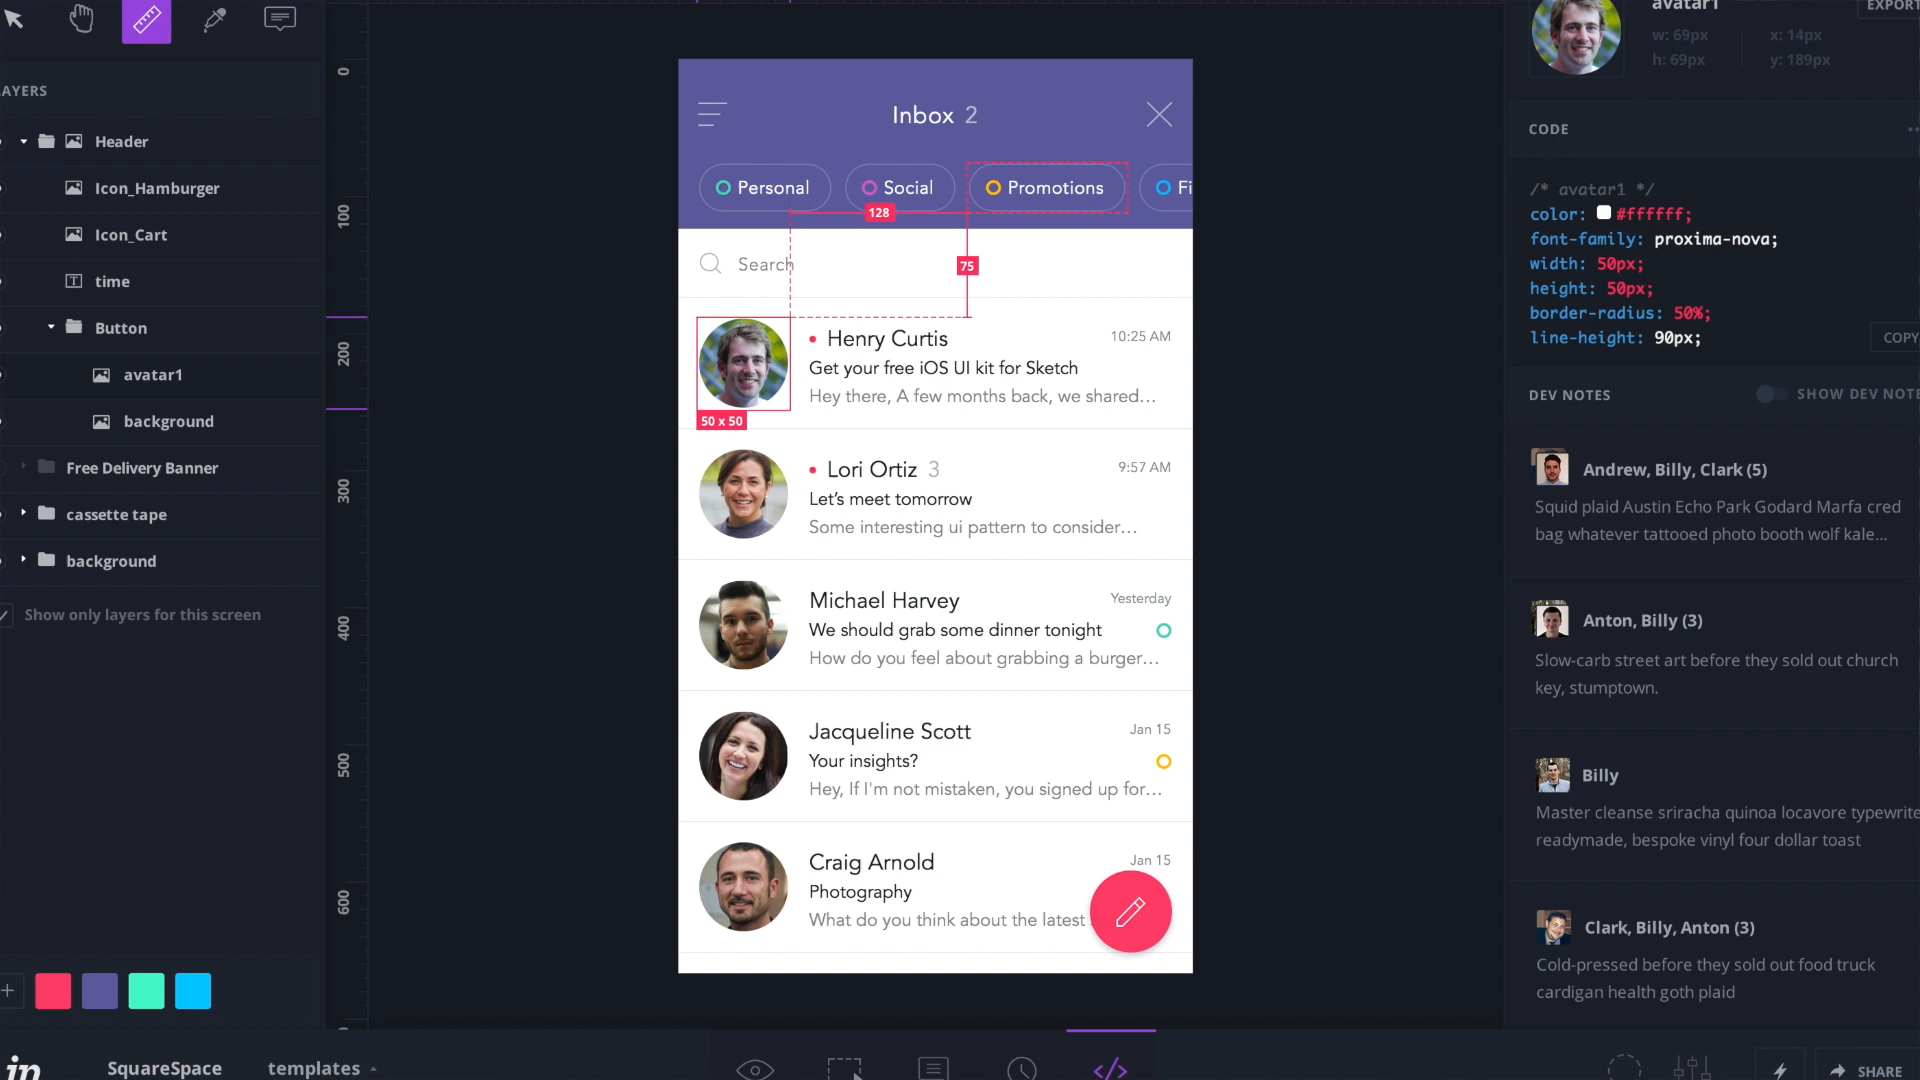 LAYERS
Header
Icon_Hamburger
Icon_Cart
time
Button
avatar1
background
Free Delivery Banner
cassette tape
background
Show only layers for this screen
0
100
200
300
400
500
600
Inbox 2
Personal
Social
Promotions
Fi
128
Search
75
Henry Curtis
10:25 AM
Get your free iOS UI kit for Sketch
Hey there, A few months back, we shared...
50 x 50
Lori Ortiz 3
9:57 AM
Let's meet tomorrow
Some interesting ui pattern to consider...
Michael Harvey
Yesterday
We should grab some dinner tonight
How do you feel about grabbing a burger...
Jacqueline Scott
Jan 15
Your insights?
Hey, If I'm not mistaken, you signed up for...
Craig Arnold
Jan 15
Photography
What do you think about the latest
avatar1
EXPORT
w: 69px
x: 14px
h: 69px
y: 189px
CODE
/* avatar1 */
color: #ffffff;
font-family: proxima-nova;
width: 50px;
height: 50px;
border-radius: 50%;
line-height: 90px;
COPY
DEV NOTES
SHOW DEV NOTE
Andrew, Billy, Clark (5)
Squid plaid Austin Echo Park Godard Marfa cred
bag whatever tattooed photo booth wolf kale...
Anton, Billy (3)
Slow-carb street art before they sold out church
key, stumptown.
Billy
Master cleanse sriracha quinoa locavore typewrite
readymade, bespoke vinyl four dollar toast
Clark, Billy, Anton (3)
Cold-pressed before they sold out food truck
cardigan health goth plaid
in
SquareSpace
templates
</>
SHARE